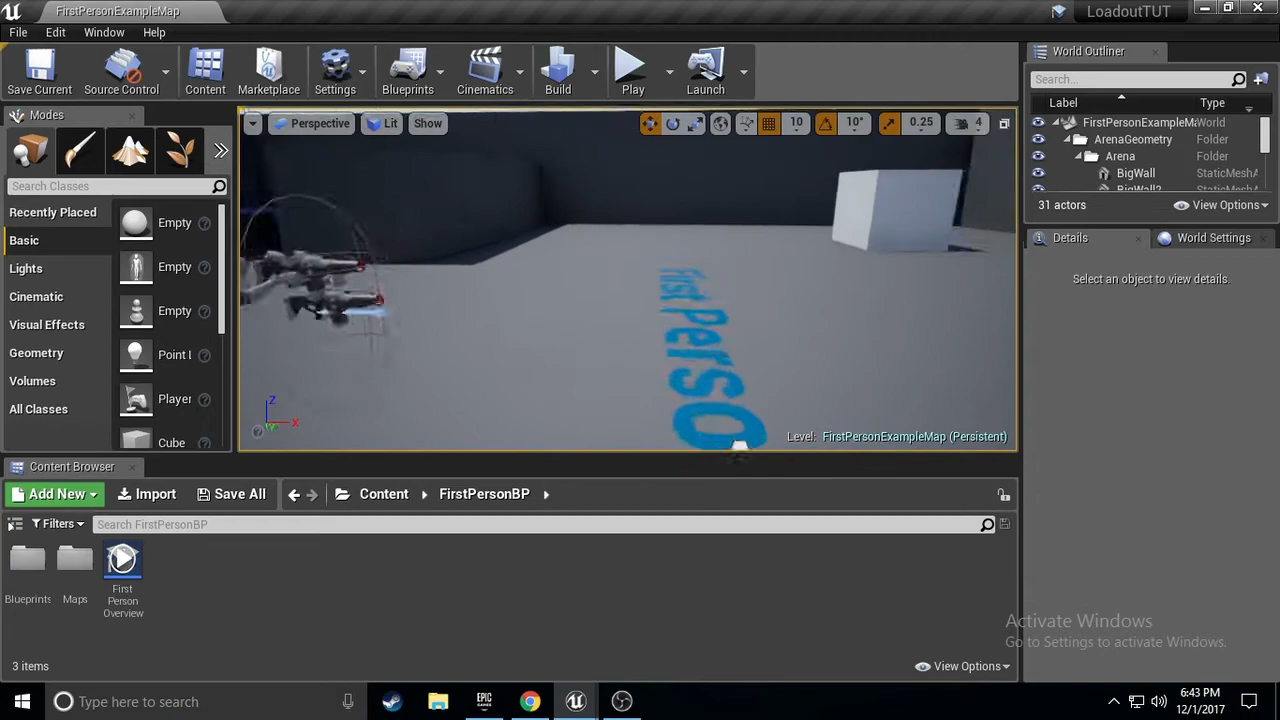 FirstPersonExampleMap
LoadoutTUT
File Edit Window Help
Save Current
Source Control
Content
Marketplace
Settings
Blueprints
Cinematics
Build
Play
Launch
Modes
Search Classes
Recently Placed
Basic
Lights
Cinematic
Visual Effects
Geometry
Volumes
All Classes
Empty
Empty
Empty
Point L
Player
Cube
Perspective
Lit
Show
10
10°
0.25
4
First PersO
Z
X
Y
Level: FirstPersonExampleMap (Persistent)
World Outliner
Search...
Label Type
FirstPersonExampleMa World
ArenaGeometry Folder
Arena Folder
BigWall StaticMeshA
BigWall2
31 actors View Options
Details World Settings
Select an object to view details.
Content Browser
Add New Import Save All Content FirstPersonBP
Filters Search FirstPersonBP
Blueprints
Maps
First
Person
Overview
3 items View Options
Activate Windows
Go to Settings to activate Windows.
Type here to search
EPIC
GAMES
6:43 PM
12/1/2017